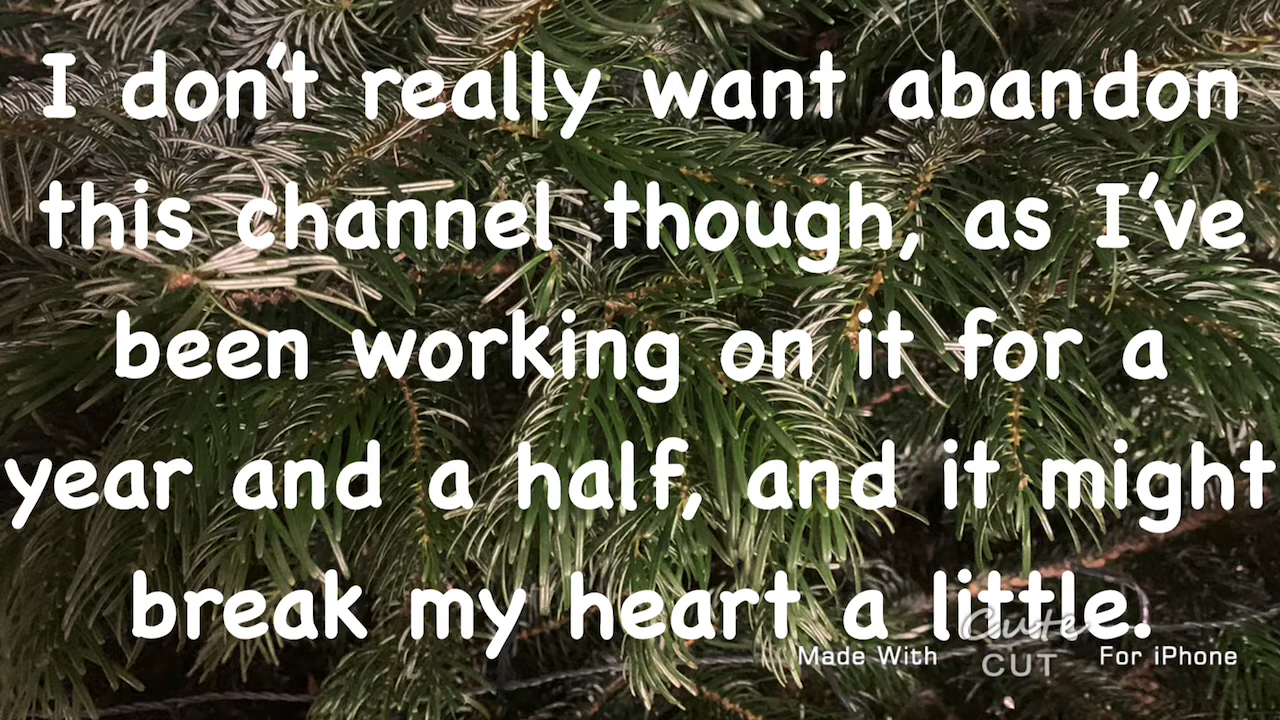 I don't really want abandon
this channel though, as I've
been working on it for a
year and a half, and it might
break my heart a little.
Made With Cute CUT For iPhone